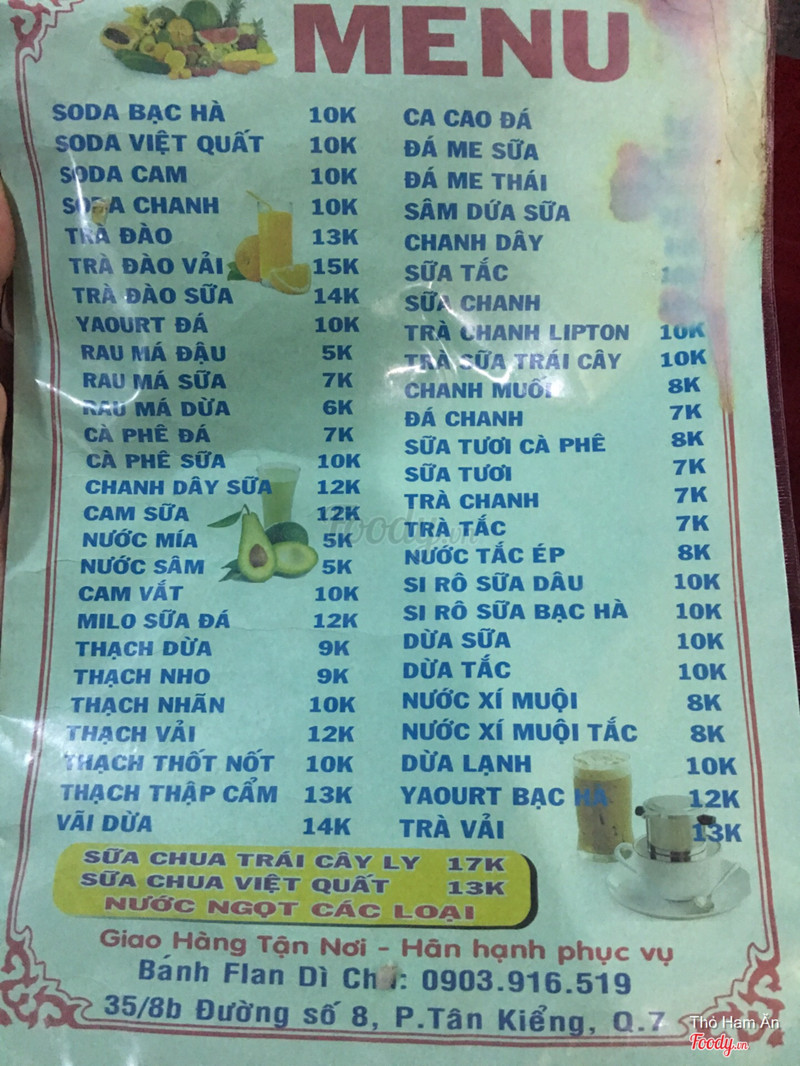 MENU
SODA BẠC HÀ 10K
SODA VIỆT QUẤT 10K
SODA CAM 10K
SODA CHANH 10K
TRÀ ĐÀO 13K
TRÀ ĐÀO VẢI 15K
TRÀ ĐÀO SỮA 14K
YAOURT ĐÁ 10K
RAU MÁ ĐẬU 5K
RAU MÁ SỮA 7K
RAU MÁ DỪA 6K
CÀ PHÊ ĐÁ 7K
CÀ PHÊ SỮA 10K
CHANH DÂY SỮA 12K
CAM SỮA 12K
NƯỚC MÍA 5K
NƯỚC SÂM 5K
CAM VẮT 10K
MILO SỮA ĐÁ 12K
THẠCH DỪA 9K
THẠCH NHO 9K
THẠCH NHÃN 10K
THẠCH VẢI 12K
THẠCH THỐT NỐT 10K
THẠCH THẬP CẨM 13K
VÃI DỪA 14K
CA CAO ĐÁ
ĐÁ ME SỮA
ĐÁ ME THÁI
SÂM DỨA SỮA
CHANH DÂY
SỮA TẮC
SỮA CHANH
TRÀ CHANH LIPTON 10K
TRÀ SỮA TRÁI CÂY 10K
CHANH MUỐI 8K
ĐÁ CHANH 7K
SỮA TƯƠI CÀ PHÊ 8K
SỮA TƯƠI 7K
TRÀ CHANH 7K
TRÀ TẮC 7K
NƯỚC TẮC ÉP 8K
SI RÔ SỮA DÂU 10K
SI RÔ SỮA BẠC HÀ 10K
DỪA SỮA 10K
DỪA TẮC 10K
NƯỚC XÍ MUỘI 8K
NƯỚC XÍ MUỘI TẮC 8K
DỪA LẠNH 10K
YAOURT BẠC HÀ 12K
TRÀ VẢI 13K
SỮA CHUA TRÁI CÂY LY 17K
SỮA CHUA VIỆT QUẤT 13K
NƯỚC NGỌT CÁC LOẠI
Giao Hàng Tận Nơi - Hân hạnh phục vụ
Bánh Flan Dì : 0903.916.519
35/8b Đường số 8, P.Tân Kiểng, Q.7
Thỏ Ham Ăn
Foody.vn
foody.vn